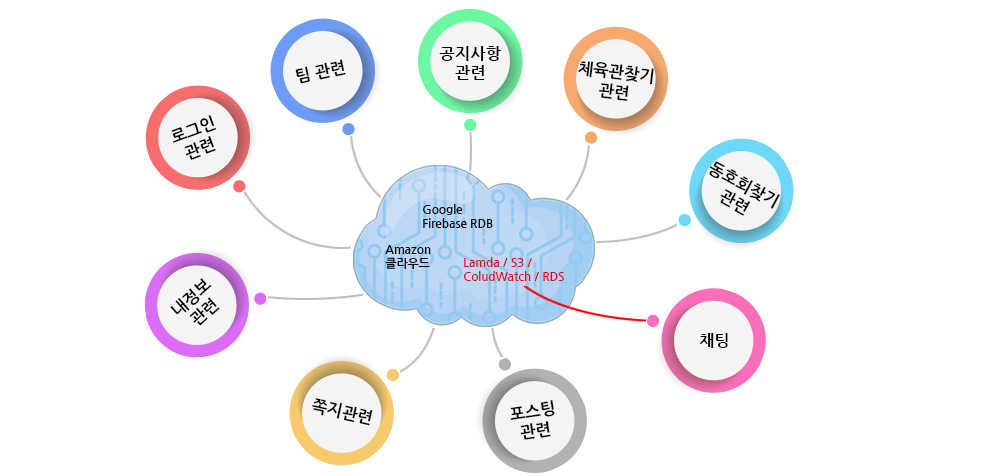 공지사항
관련
팀 관련
체육관찾기
관련
로그인
관련
동호회찾기
관련
Google
Firebase RDB
Amazon
클라우드
Lamda / S3 /
ColudWatch / RDS
내정보
관련
채팅
쪽지관련
포스팅
관련